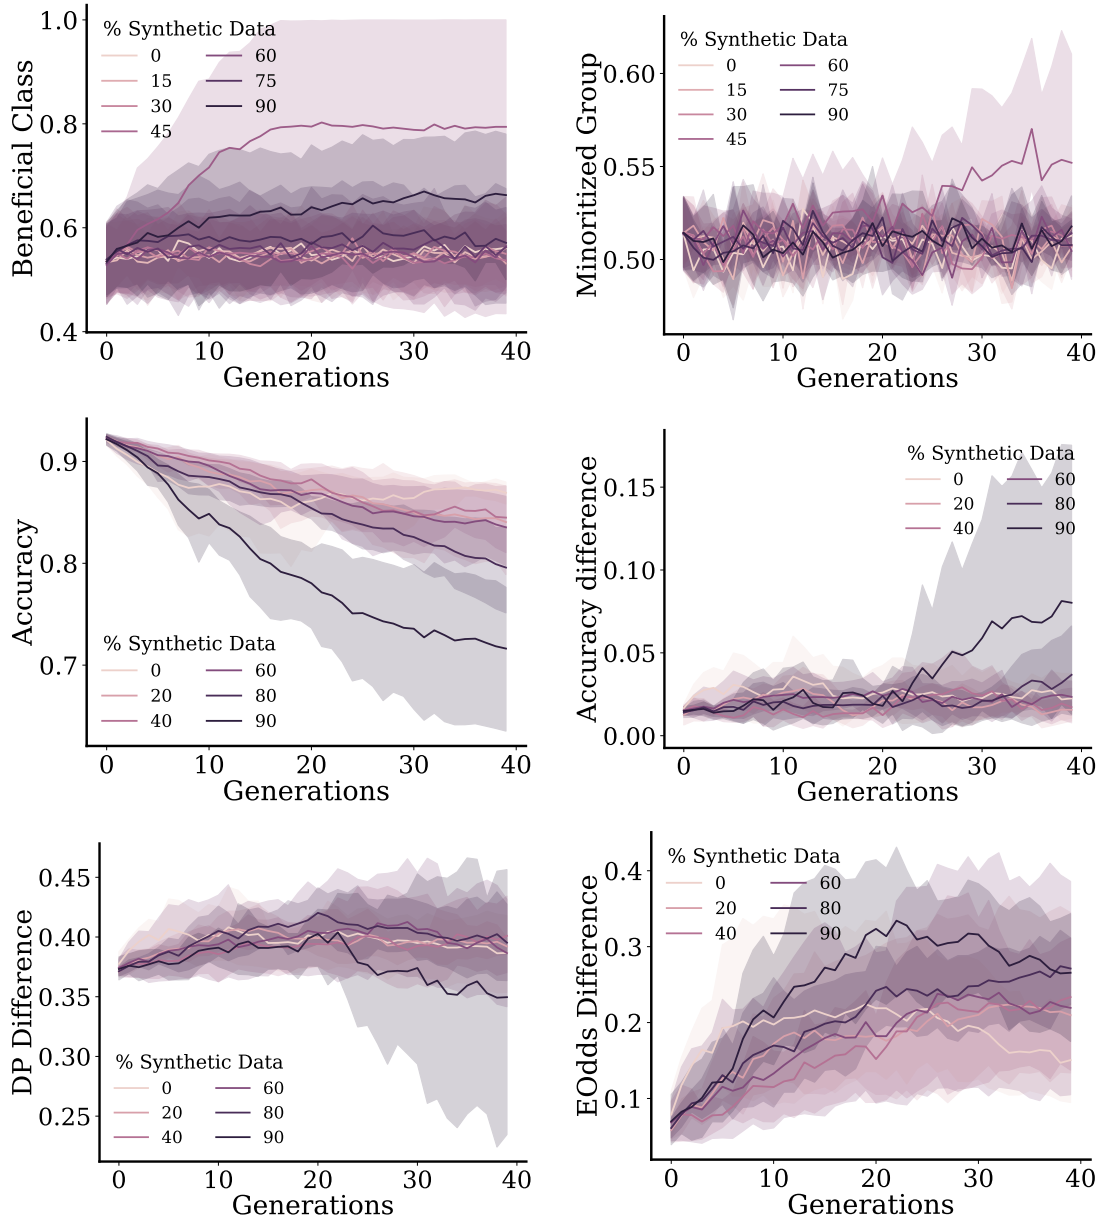 Beneficial Class
1.0
0.8
0.6
0.4
% Synthetic Data
0 60
15 75
30 90
45
0 10 20 30 40
Generations
Minoritized Group
0.60
0.55
0.50
% Synthetic Data
0 60
15 75
30 90
45
0 10 20 30 40
Generations
Accuracy
0.9
0.8
0.7
% Synthetic Data
0 60
20 80
40 90
0 10 20 30 40
Generations
Accuracy difference
0.15
0.10
0.05
0.00
% Synthetic Data
0 60
20 80
40 90
0 10 20 30 40
Generations
DP Difference
0.45
0.40
0.35
0.30
0.25
% Synthetic Data
0 60
20 80
40 90
0 10 20 30 40
Generations
EOdds Difference
0.4
0.3
0.2
0.1
% Synthetic Data
0 60
20 80
40 90
0 10 20 30 40
Generations